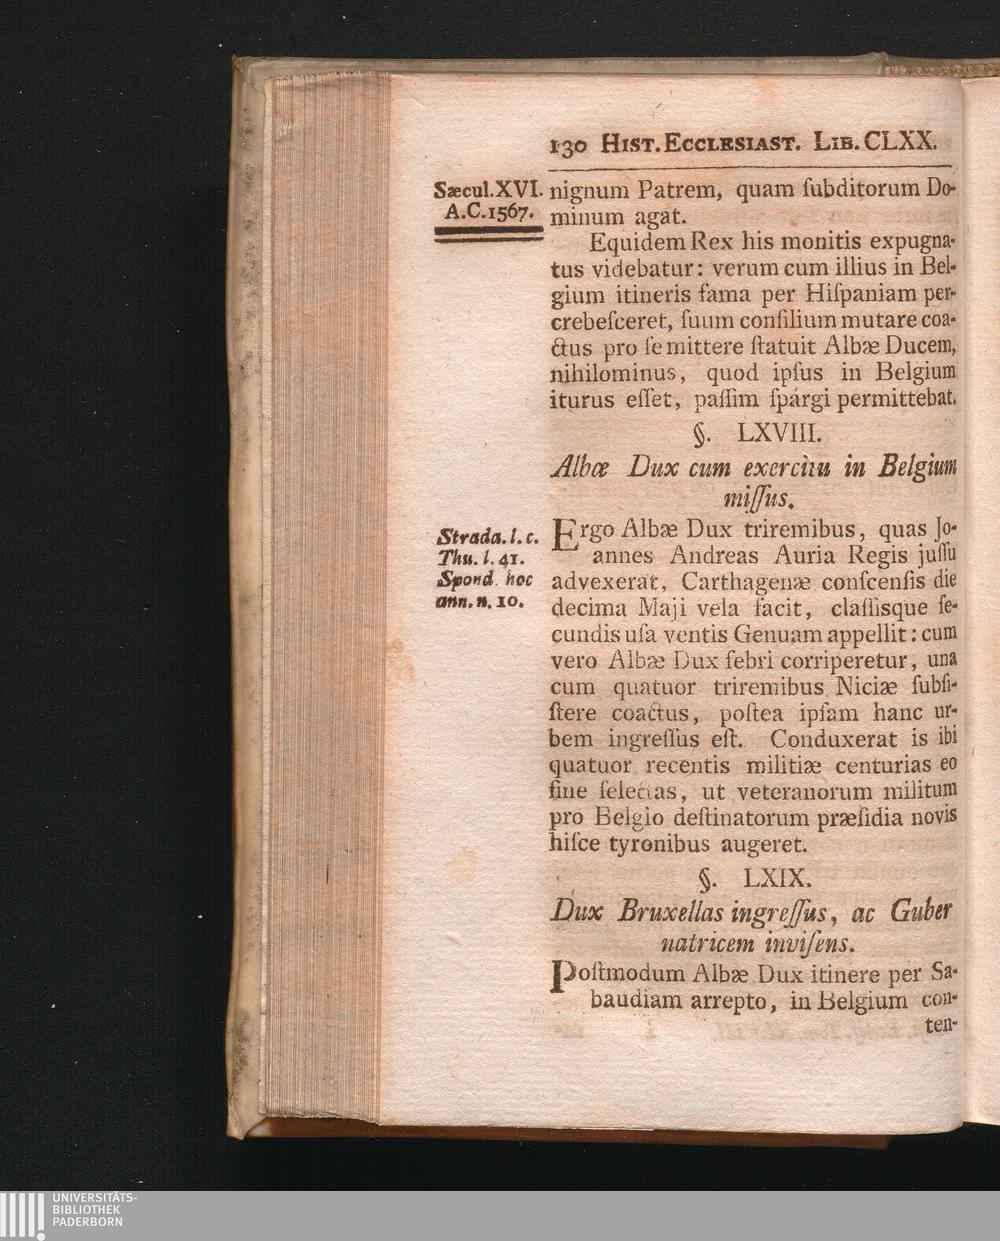 130 HIST. ECCLESIAST. LIB. CLXX.
Sæcul. XVI.
A.C. 1567.
nignum Patrem, quam ſubditorum Do-
minum agat.
Equidem Rex his monitis expugna-
tus videbatur: verum cum illius in Bel-
gium itineris fama per Hiſpaniam per-
crebeſceret, ſuum conſilium mutare coa-
ctus pro ſe mittere ſtatuit Albæ Ducem,
nihilominus, quod ipſus in Belgium
iturus eſſet, paſſim ſpárgi permittebat.
§. LXVIII.
Albæ Dux cum exercitu in Belgium
miſſus.
Strada. l. c.
Thu. l. 41.
Spond. hoc
ann. n. 10.
Ergo Albæ Dux triremibus, quas Jo-
annes Andreas Auria Regis juſſu
advexerat, Carthagenæ conſcenſis die
decima Maji vela facit, claſſisque ſe-
cundis uſa ventis Genuam appellit: cum
vero Albæ Dux febri corriperetur, una
cum quatuor triremibus Niciæ ſubſi-
ſtere coactus, poſtea ipſam hanc ur-
bem ingreſſus eſt. Conduxerat is ibi
quatuor recentis militiæ centurias eo
fine ſelectas, ut veteranorum militum
pro Belgio deſtinatorum præſidia novis
hiſce tyronibus augeret.
§. LXIX.
Dux Bruxellas ingreſſus, ac Guber
natricem inviſens.
Poſtmodum Albæ Dux itinere per Sa-
baudiam arrepto, in Belgium con-
ten-
UNIVERSITÄTS-
BIBLIOTHEK
PADERBORN